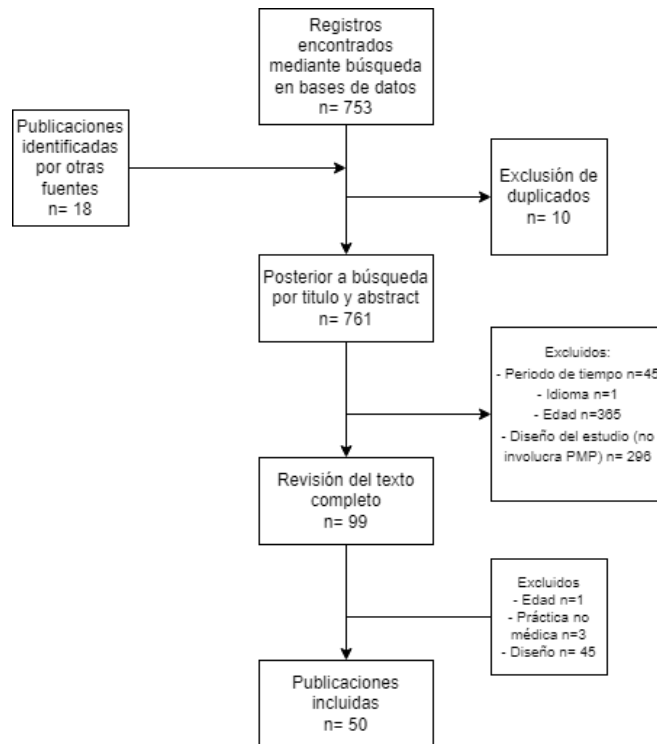 Registros
encontrados
mediante búsqueda
en bases de datos
n= 753
Publicaciones
identificadas
por otras
fuentes
n= 18
Exclusión de
duplicados
n= 10
Posterior a búsqueda
por titulo y abstract
n= 761
Excluidos:
- Periodo de tiempo n=45
- Idioma n=1
- Edad n=365
- Diseño del estudio (no
involucra PMP) n= 296
Revisión del texto
completo
n= 99
Excluidos
- Edad n=1
- Práctica no
médica n=3
- Diseño n= 45
Publicaciones
incluidas
n= 50